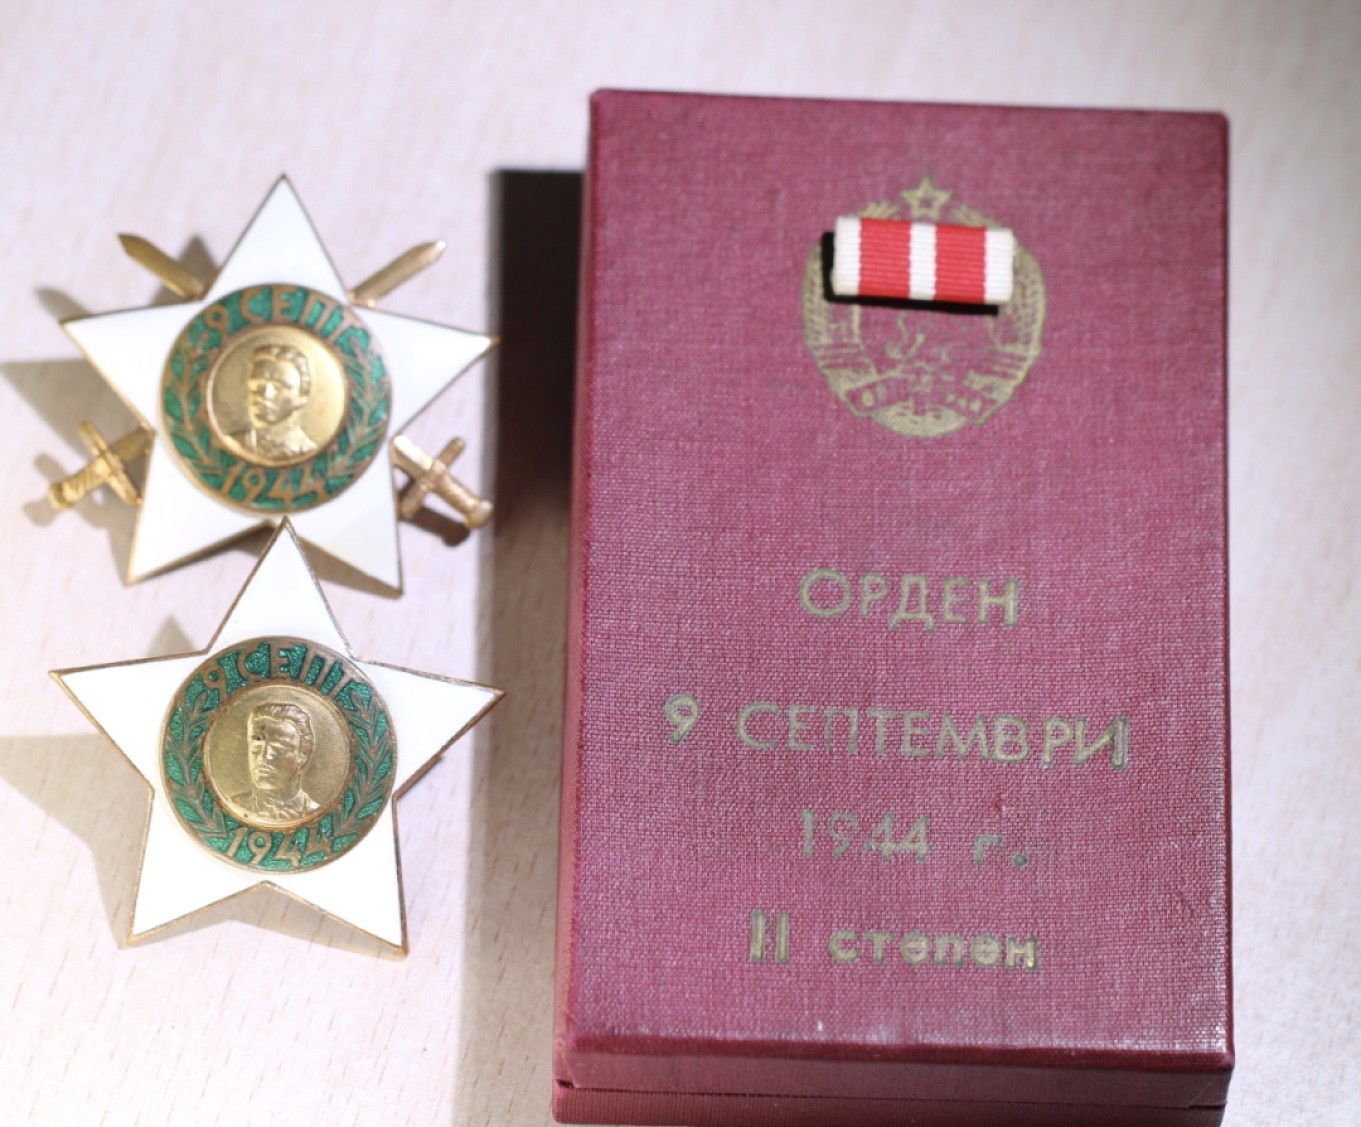 9 СЕПТ.
1944
9 СЕПТ.
1944
ОРДЕН
9 СЕПТЕМВРИ
1944 г.
II степен